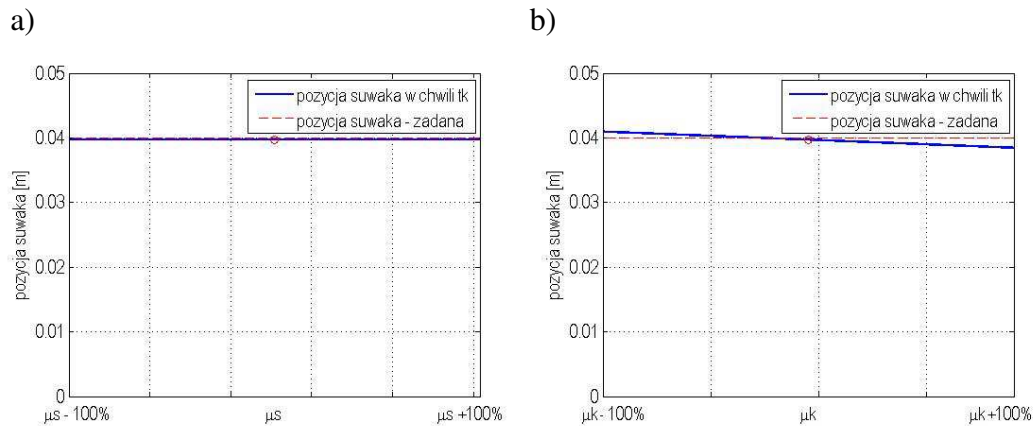 a)
0.05
pozycja suwaka w chwili tk
pozycja suwaka - zadana
0.04
0.03
0.02
0.01
0
pozycja suwaka [m]
μs - 100%
μs
μs +100%
b)
0.05
pozycja suwaka w chwili tk
pozycja suwaka - zadana
0.04
0.03
0.02
0.01
0
pozycja suwaka [m]
μk - 100%
μk
μk +100%